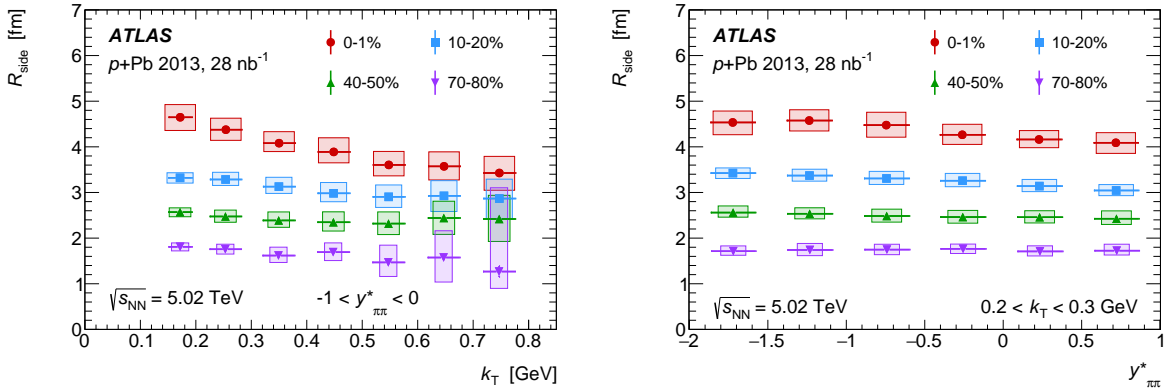 R_side [fm]
7
6
5
4
3
2
1
0
ATLAS
p+Pb 2013, 28 nb⁻¹
0-1%
10-20%
40-50%
70-80%
√s_NN = 5.02 TeV
-1 < y*_ππ < 0
0 0.1 0.2 0.3 0.4 0.5 0.6 0.7 0.8
k_T [GeV]
R_side [fm]
7
6
5
4
3
2
1
0
ATLAS
p+Pb 2013, 28 nb⁻¹
0-1%
10-20%
40-50%
70-80%
√s_NN = 5.02 TeV
0.2 < k_T < 0.3 GeV
−2 −1.5 −1 −0.5 0 0.5 1
y*_ππ